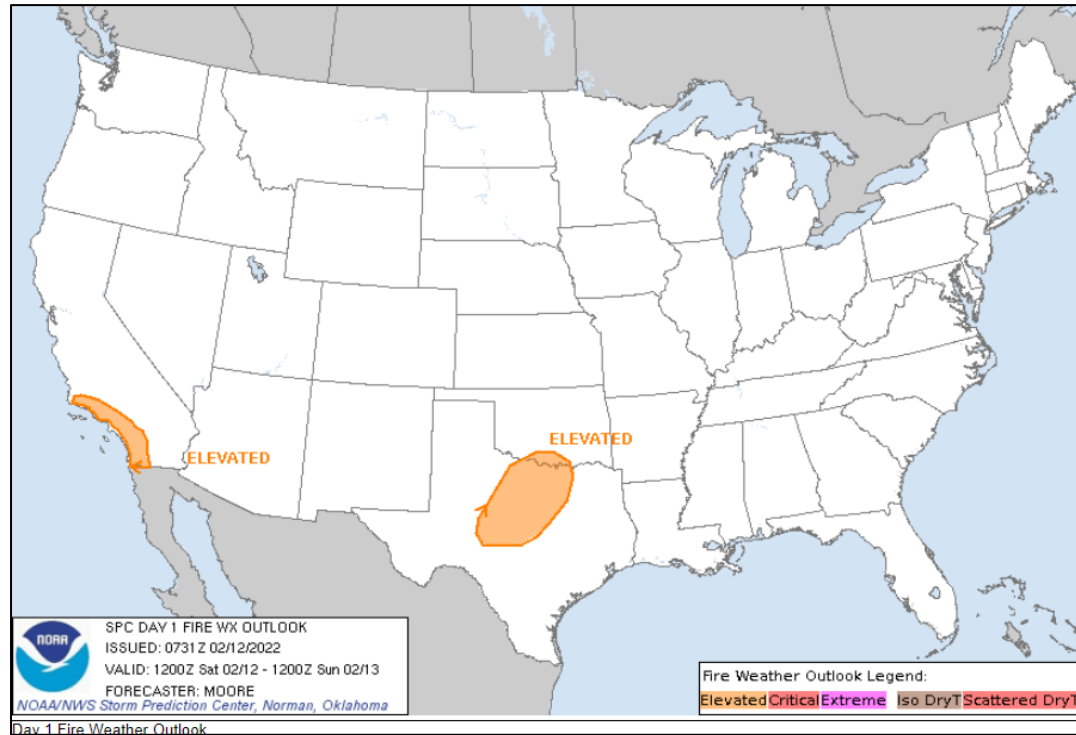 ELEVATED
ELEVATED
NOAA
SPC DAY 1 FIRE WX OUTLOOK
ISSUED: 0731Z 02/12/2022
VALID: 1200Z Sat 02/12 - 1200Z Sun 02/13
FORECASTER: MOORE
NOAA/NWS Storm Prediction Center, Norman, Oklahoma
Fire Weather Outlook Legend:
Elevated Critical Extreme Iso DryT Scattered DryT
Day 1 Fire Weather Outlook